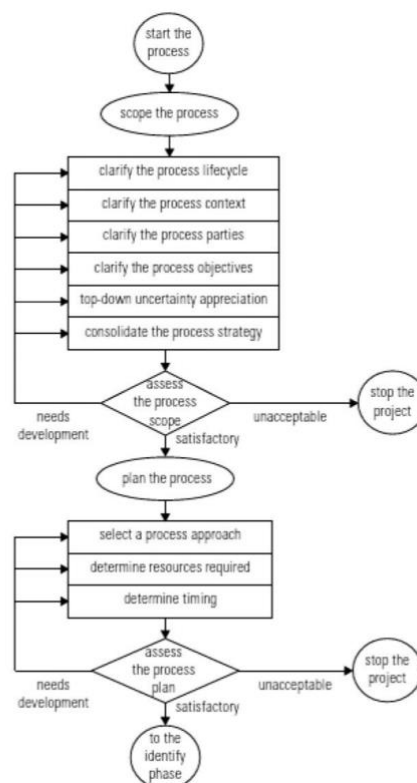 start the
process
scope the process
clarify the process lifecycle
clarify the process context
clarify the process parties
clarify the process objectives
top-down uncertainty appreciation
consolidate the process strategy
assess
the process
scope
needs
development
satisfactory
unacceptable
stop the
project
plan the process
select a process approach
determine resources required
determine timing
assess
the process
plan
needs
development
satisfactory
unacceptable
stop the
project
to the
identify
phase